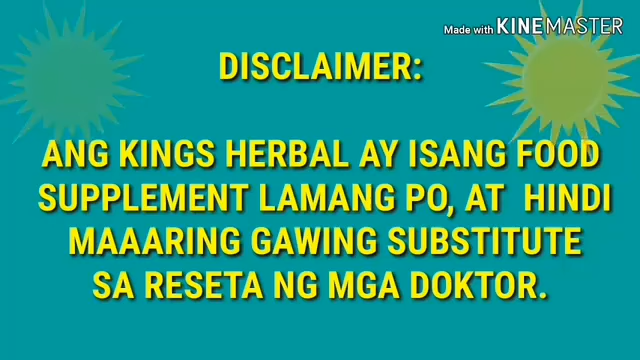 Made with KINEMASTER
DISCLAIMER:
ANG KINGS HERBAL AY ISANG FOOD
SUPPLEMENT LAMANG PO, AT HINDI
MAAARING GAWING SUBSTITUTE
SA RESETA NG MGA DOKTOR.